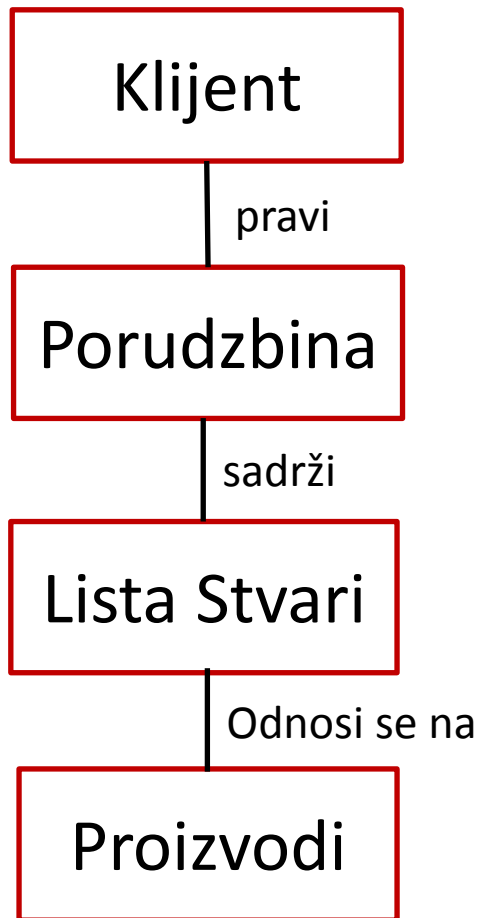 Klijent
pravi
Porudzbina
sadrži
Lista Stvari
Odnosi se na
Proizvodi